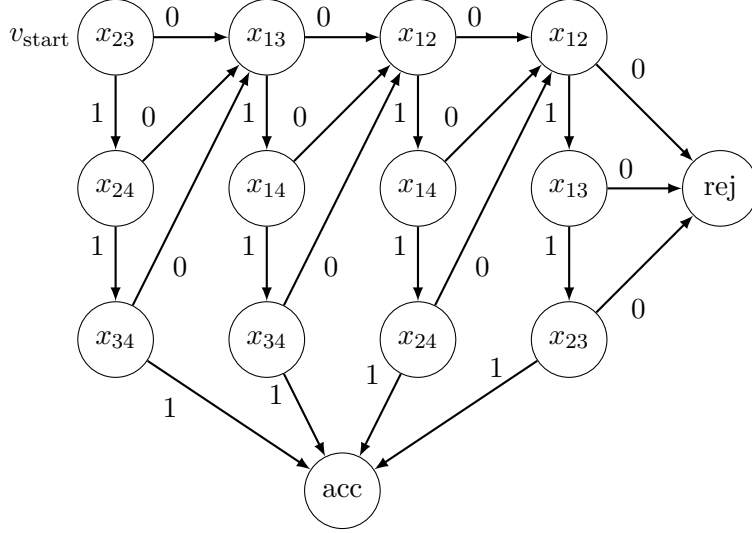 0 0 0
v_start x_23 x_13 x_12 x_12
0
1 0 1 0 1 0 1
x_24 x_14 x_14 x_13 0 rej
1 0 1 0 1 0 1
0
x_34 x_34 x_24 x_23
1 1 1 1
acc